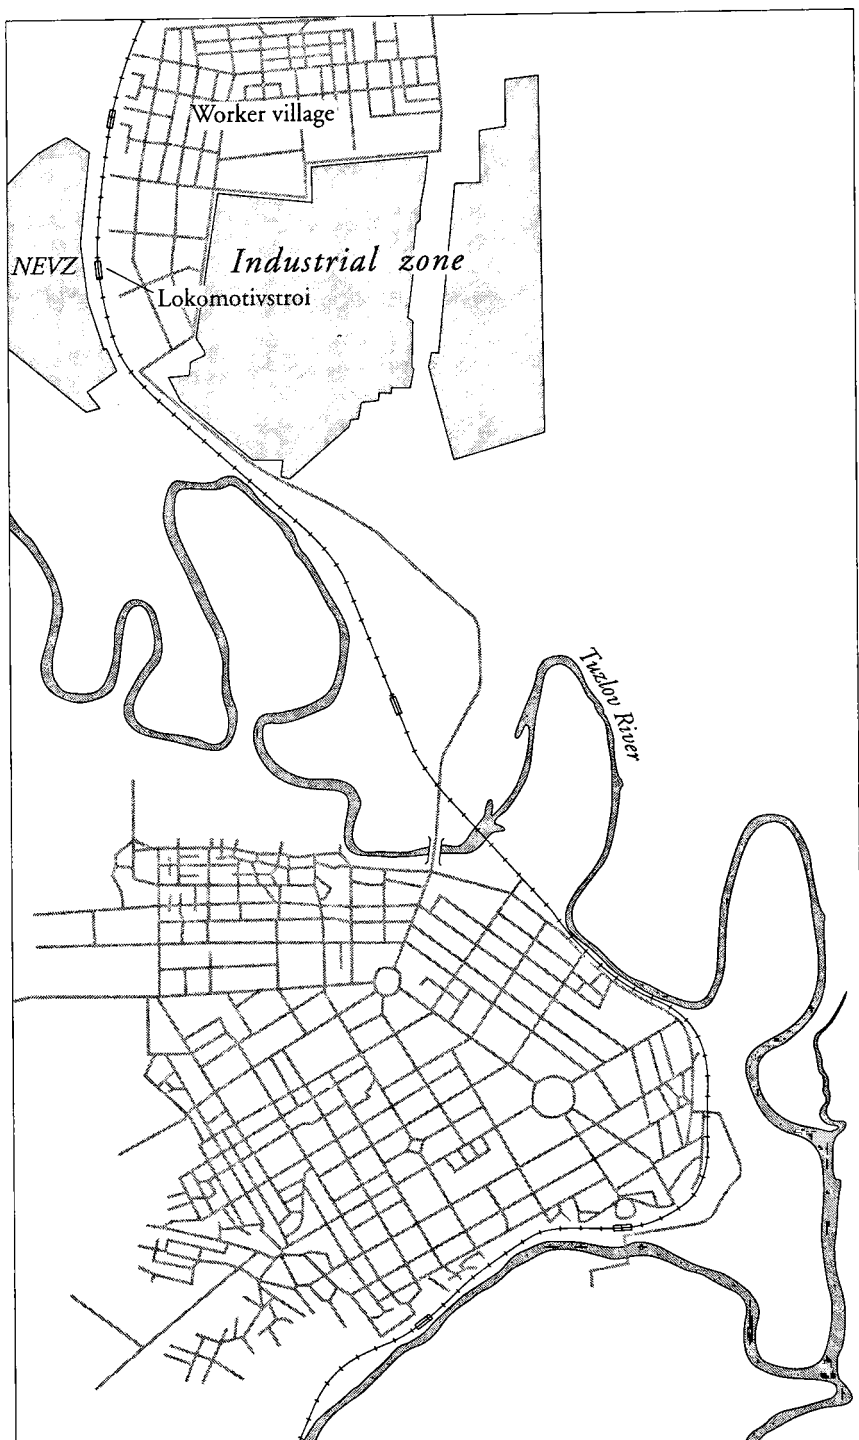 Worker village
NEVZ
Industrial zone
Lokomotivstroi
Tuzlov River